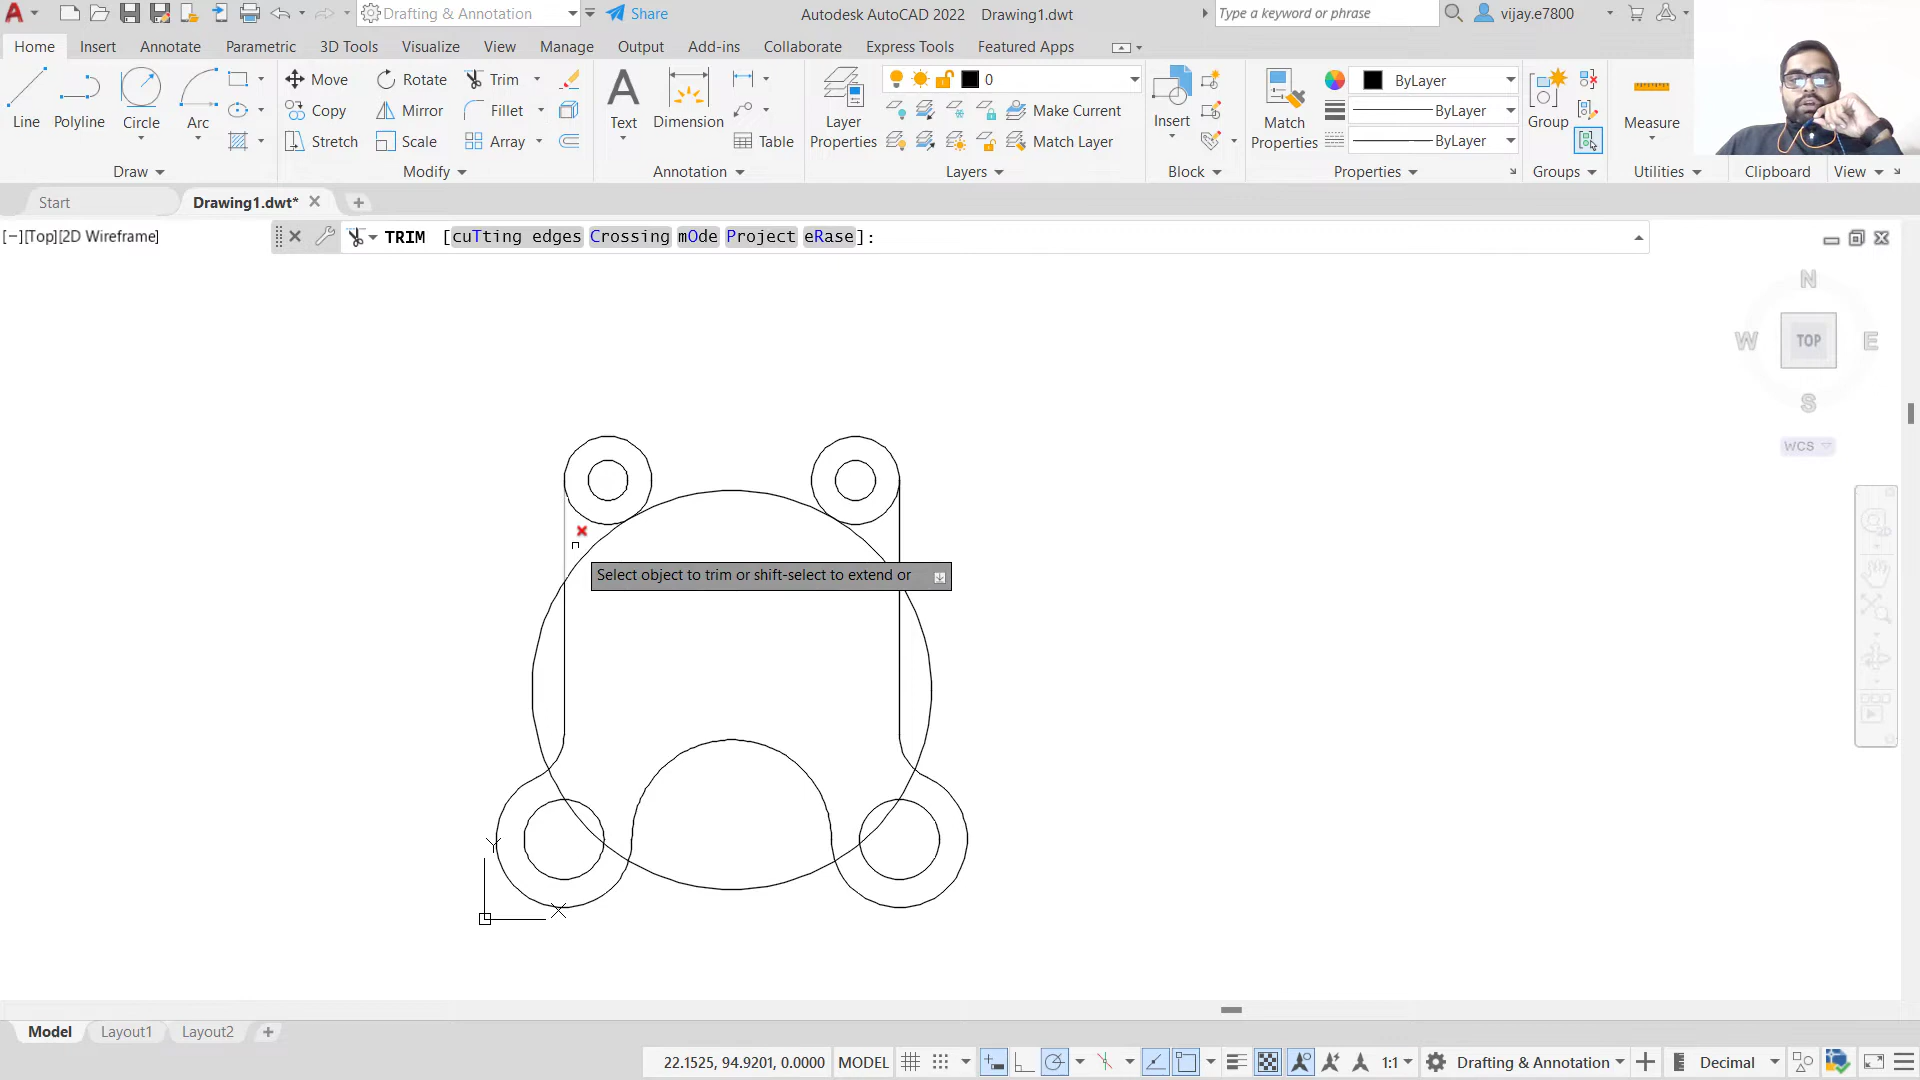 A Drafting & Annotation Share Autodesk AutoCAD 2022 Drawing1.dwt Type a keyword or phrase vijay.e7800
Home Insert Annotate Parametric 3D Tools Visualize View Manage Output Add-ins Collaborate Express Tools Featured Apps
Line Polyline Circle Arc
Move Rotate Trim
Copy Mirror Fillet
Stretch Scale Array
A
Text Dimension
Table
Layer Properties
0
Make Current
Match Layer
Insert
Match Properties
ByLayer
ByLayer
ByLayer
Group
Measure
Draw Modify Annotation Layers Block Properties Groups Utilities Clipboard View
Start Drawing1.dwt*
[−][Top][2D Wireframe]
TRIM [cuTting edges Crossing mOde Project eRase]:
N
W TOP E
S
WCS
Select object to trim or shift-select to extend or
Y
X
Model Layout1 Layout2
22.1525, 94.9201, 0.0000 MODEL 1:1 Drafting & Annotation Decimal